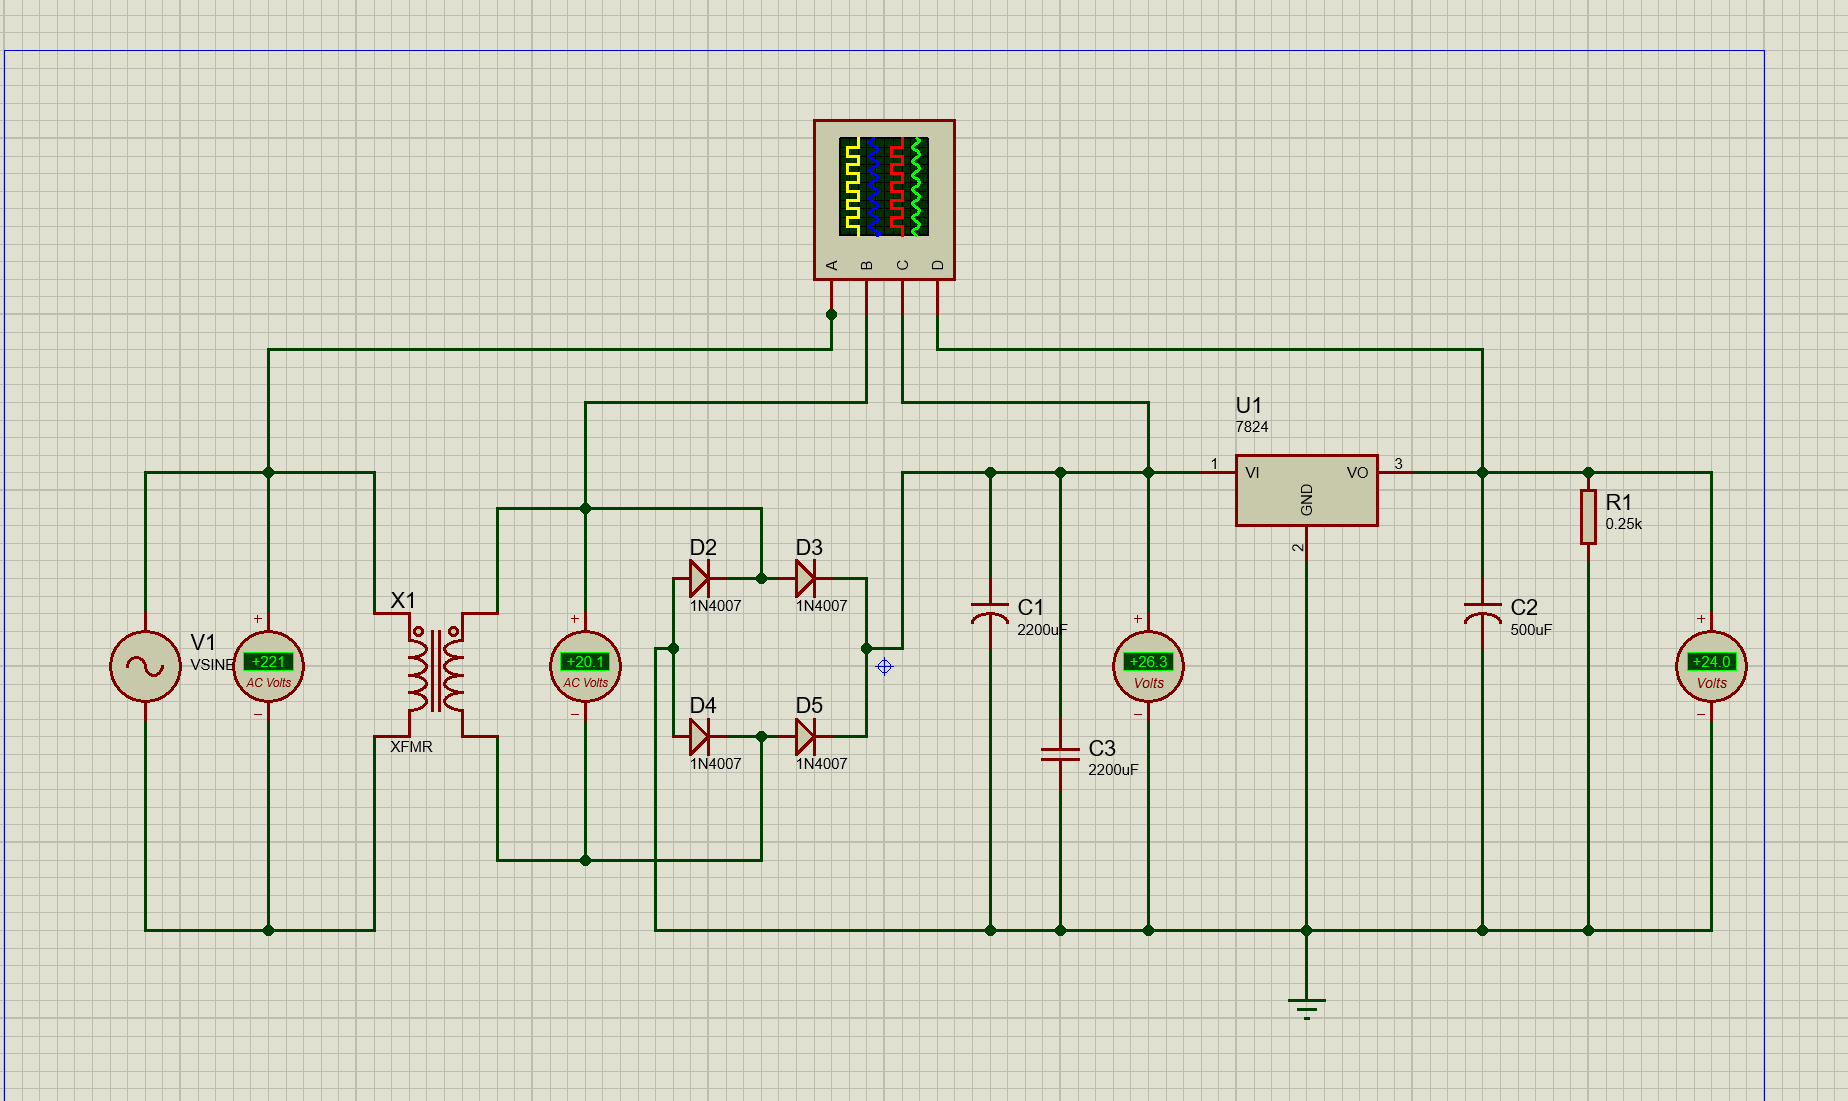 A
B
C
D
U1
7824
1
VI
VO
3
GND
2
R1
0.25k
D2
1N4007
D3
1N4007
X1
XFMR
V1
VSINE
+
+221
AC Volts
−
+
+20.1
AC Volts
−
D4
1N4007
D5
1N4007
C1
2200uF
+
+26.3
Volts
−
C2
500uF
+
+24.0
Volts
−
C3
2200uF